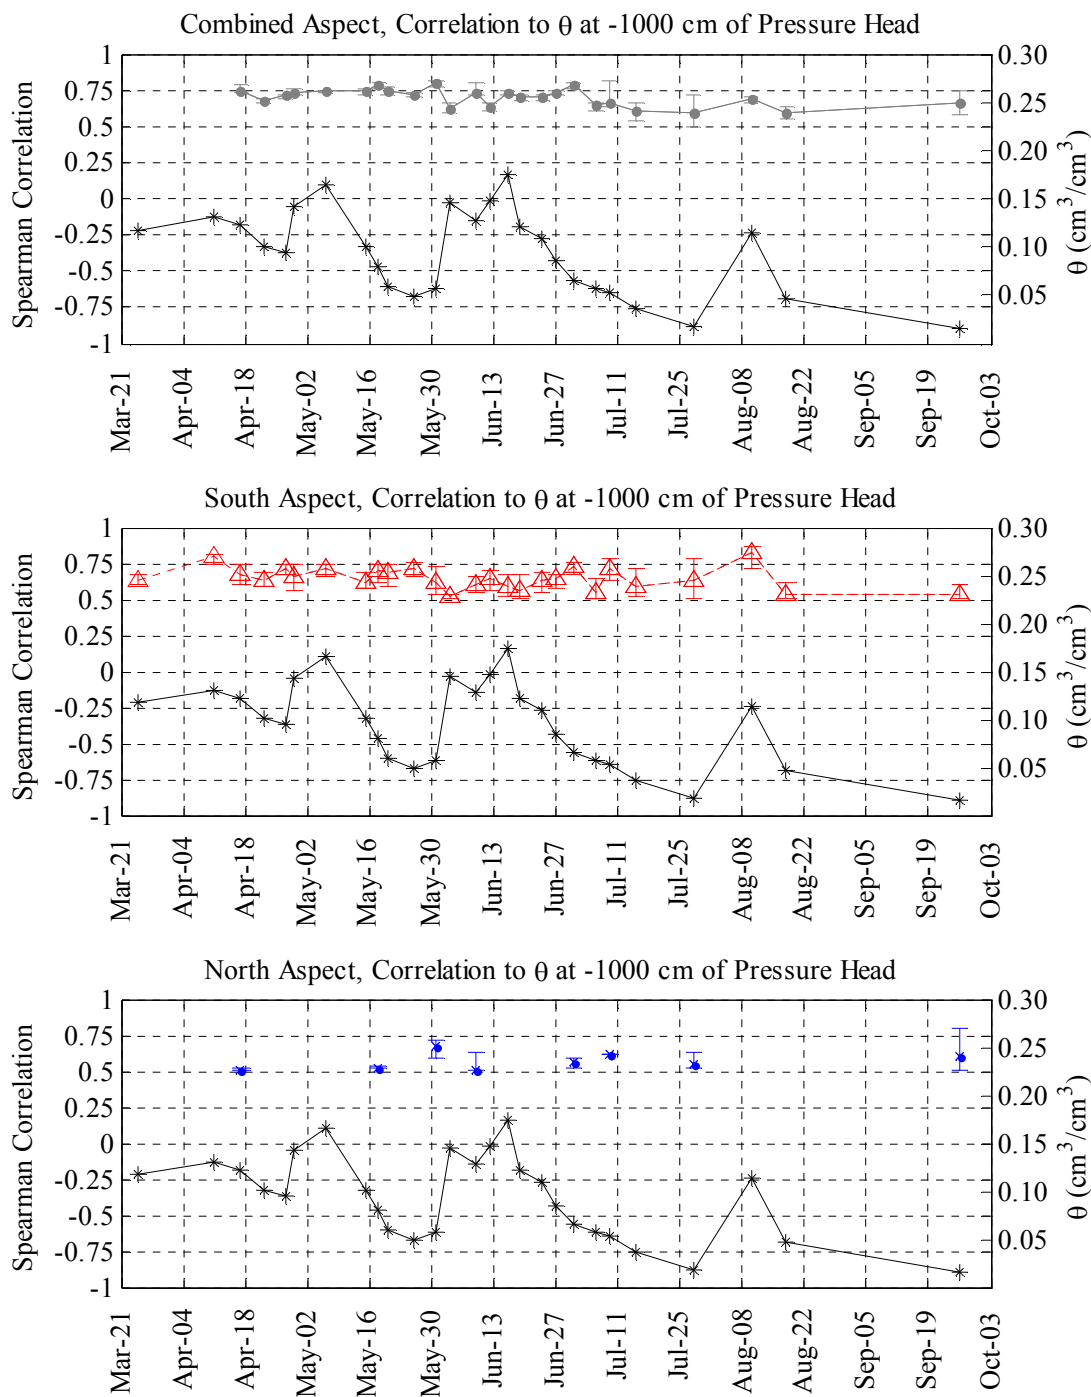 Combined Aspect, Correlation to θ at -1000 cm of Pressure Head
Spearman Correlation
1
0.75
0.5
0.25
0
-0.25
-0.5
-0.75
-1
0.30
0.25
0.20
0.15
0.10
0.05
θ (cm³/cm³)
Mar-21
Apr-04
Apr-18
May-02
May-16
May-30
Jun-13
Jun-27
Jul-11
Jul-25
Aug-08
Aug-22
Sep-05
Sep-19
Oct-03
South Aspect, Correlation to θ at -1000 cm of Pressure Head
Spearman Correlation
1
0.75
0.5
0.25
0
-0.25
-0.5
-0.75
-1
0.30
0.25
0.20
0.15
0.10
0.05
θ (cm³/cm³)
Mar-21
Apr-04
Apr-18
May-02
May-16
May-30
Jun-13
Jun-27
Jul-11
Jul-25
Aug-08
Aug-22
Sep-05
Sep-19
Oct-03
North Aspect, Correlation to θ at -1000 cm of Pressure Head
Spearman Correlation
1
0.75
0.5
0.25
0
-0.25
-0.5
-0.75
-1
0.30
0.25
0.20
0.15
0.10
0.05
θ (cm³/cm³)
Mar-21
Apr-04
Apr-18
May-02
May-16
May-30
Jun-13
Jun-27
Jul-11
Jul-25
Aug-08
Aug-22
Sep-05
Sep-19
Oct-03